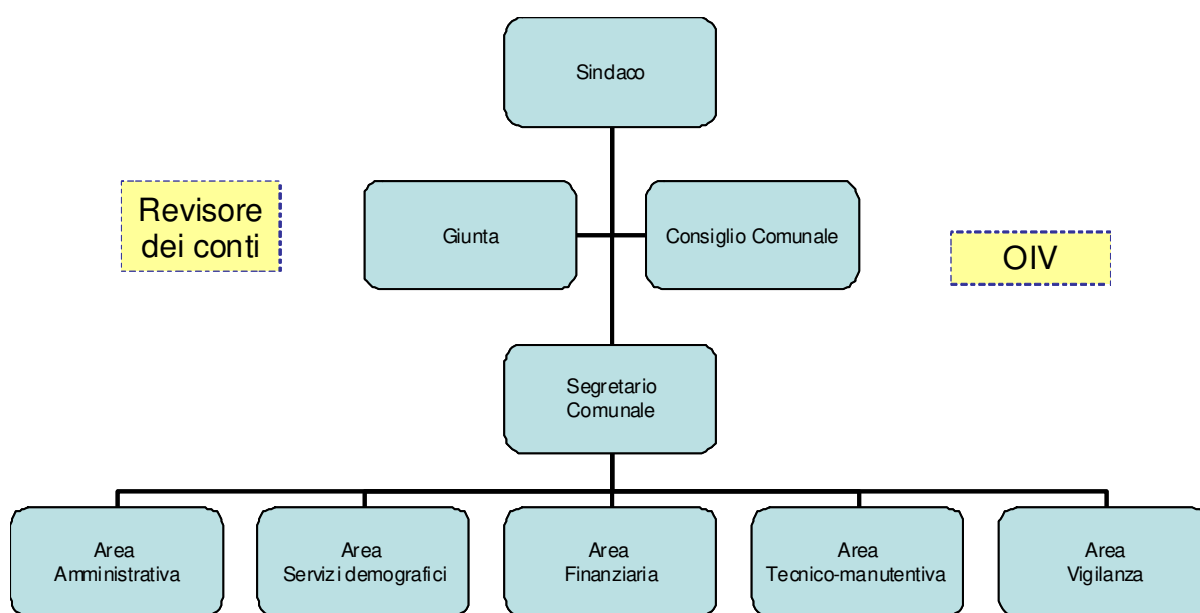 Sindaco
Revisore
dei conti
Giunta
Consiglio Comunale
OIV
Segretario
Comunale
Area
Amministrativa
Area
Servizi demografici
Area
Finanziaria
Area
Tecnico-manutentiva
Area
Vigilanza